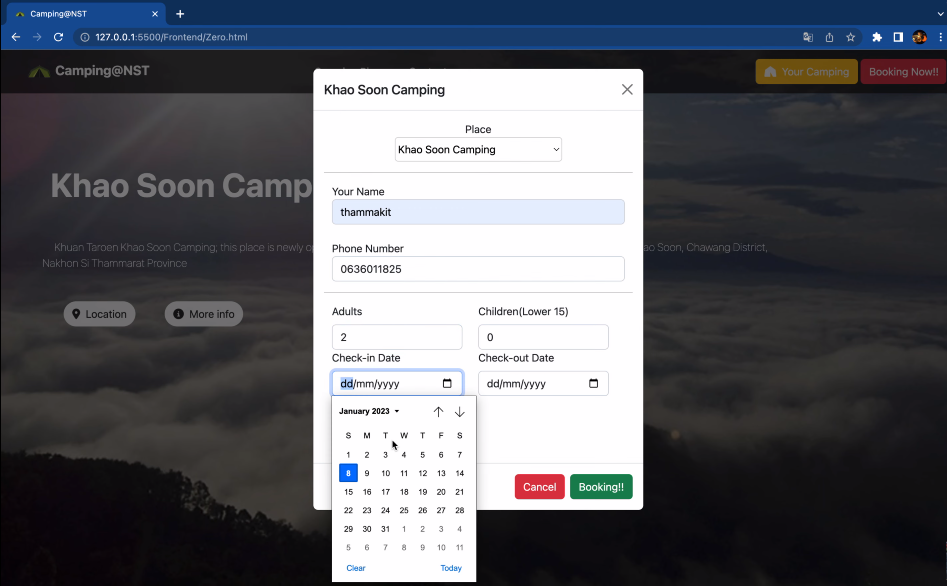 Camping@NST
127.0.0.1:5500/Frontend/Zero.html
Camping@NST
Your Camping
Booking Now!!
Khao Soon Camping
Place
Khao Soon Camping
Khao Soon Camp
Your Name
thammakit
Khuan Taroen Khao Soon Camping; this place is newly o
ao Soon, Chawang District,
Nakhon Si Thammarat Province
Phone Number
0636011825
Location
More info
Adults
Children(Lower 15)
2
0
Check-in Date
Check-out Date
dd/mm/yyyy
dd/mm/yyyy
January 2023
S M T W T F S
1 2 3 4 5 6 7
8 9 10 11 12 13 14
15 16 17 18 19 20 21
22 23 24 25 26 27 28
29 30 31 1 2 3 4
5 6 7 8 9 10 11
Clear
Today
Cancel
Booking!!